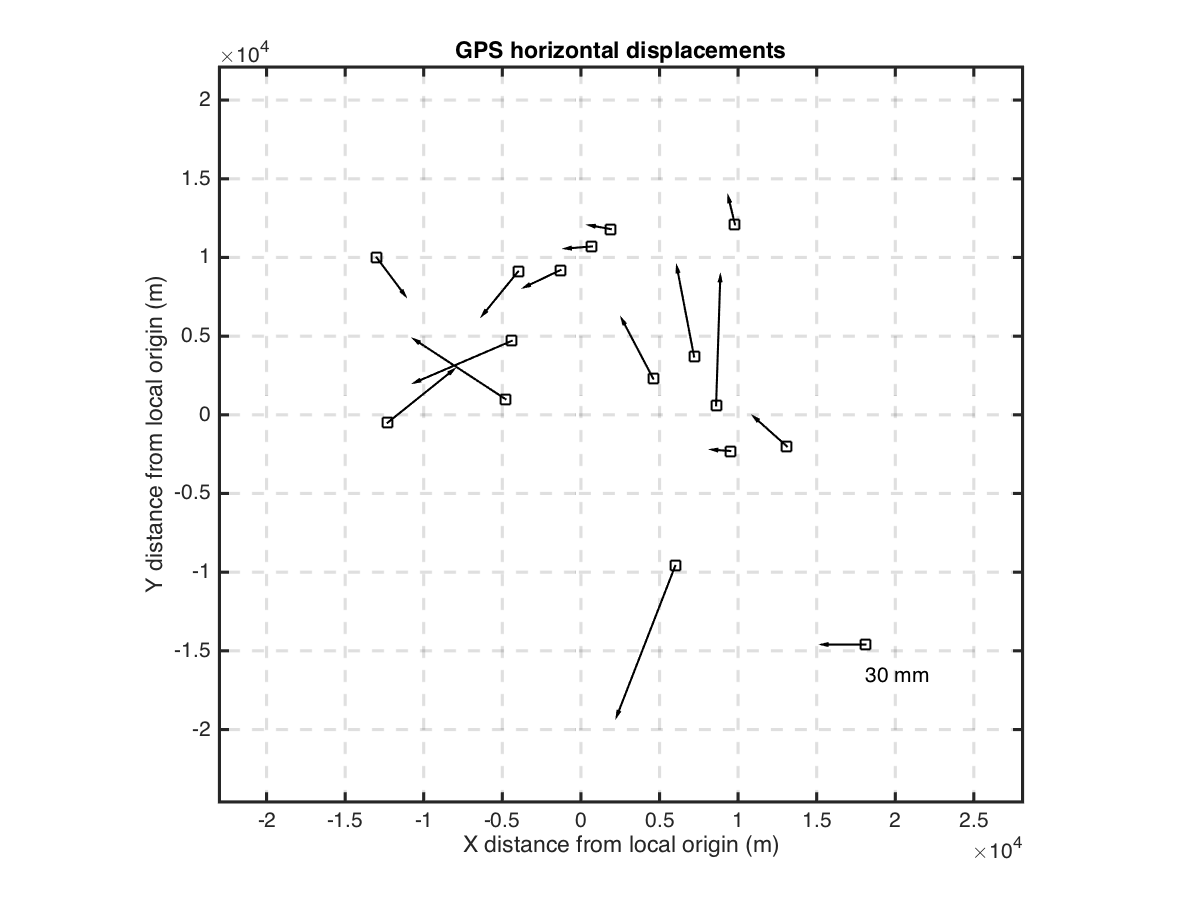 GPS horizontal displacements
×10⁴
2
1.5
1
0.5
0
-0.5
-1
-1.5
-2
Y distance from local origin (m)
30 mm
-2 -1.5 -1 -0.5 0 0.5 1 1.5 2 2.5
X distance from local origin (m)
×10⁴